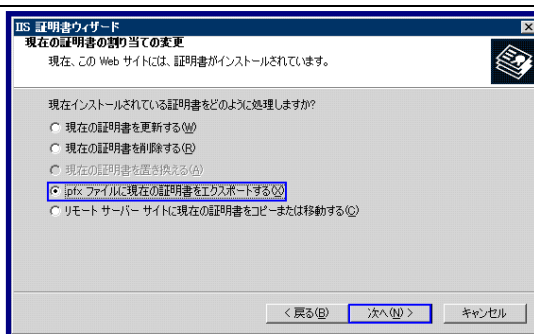 IIS 証明書ウィザード
現在の証明書の割り当ての変更
現在、この Web サイトには、証明書がインストールされています。
現在インストールされている証明書をどのように処理しますか?
現在の証明書を更新する(W)
現在の証明書を削除する(R)
現在の証明書を置き換える(A)
.pfx ファイルに現在の証明書をエクスポートする(X)
リモート サーバー サイトに現在の証明書をコピーまたは移動する(C)
< 戻る(B) 次へ(N) > キャンセル